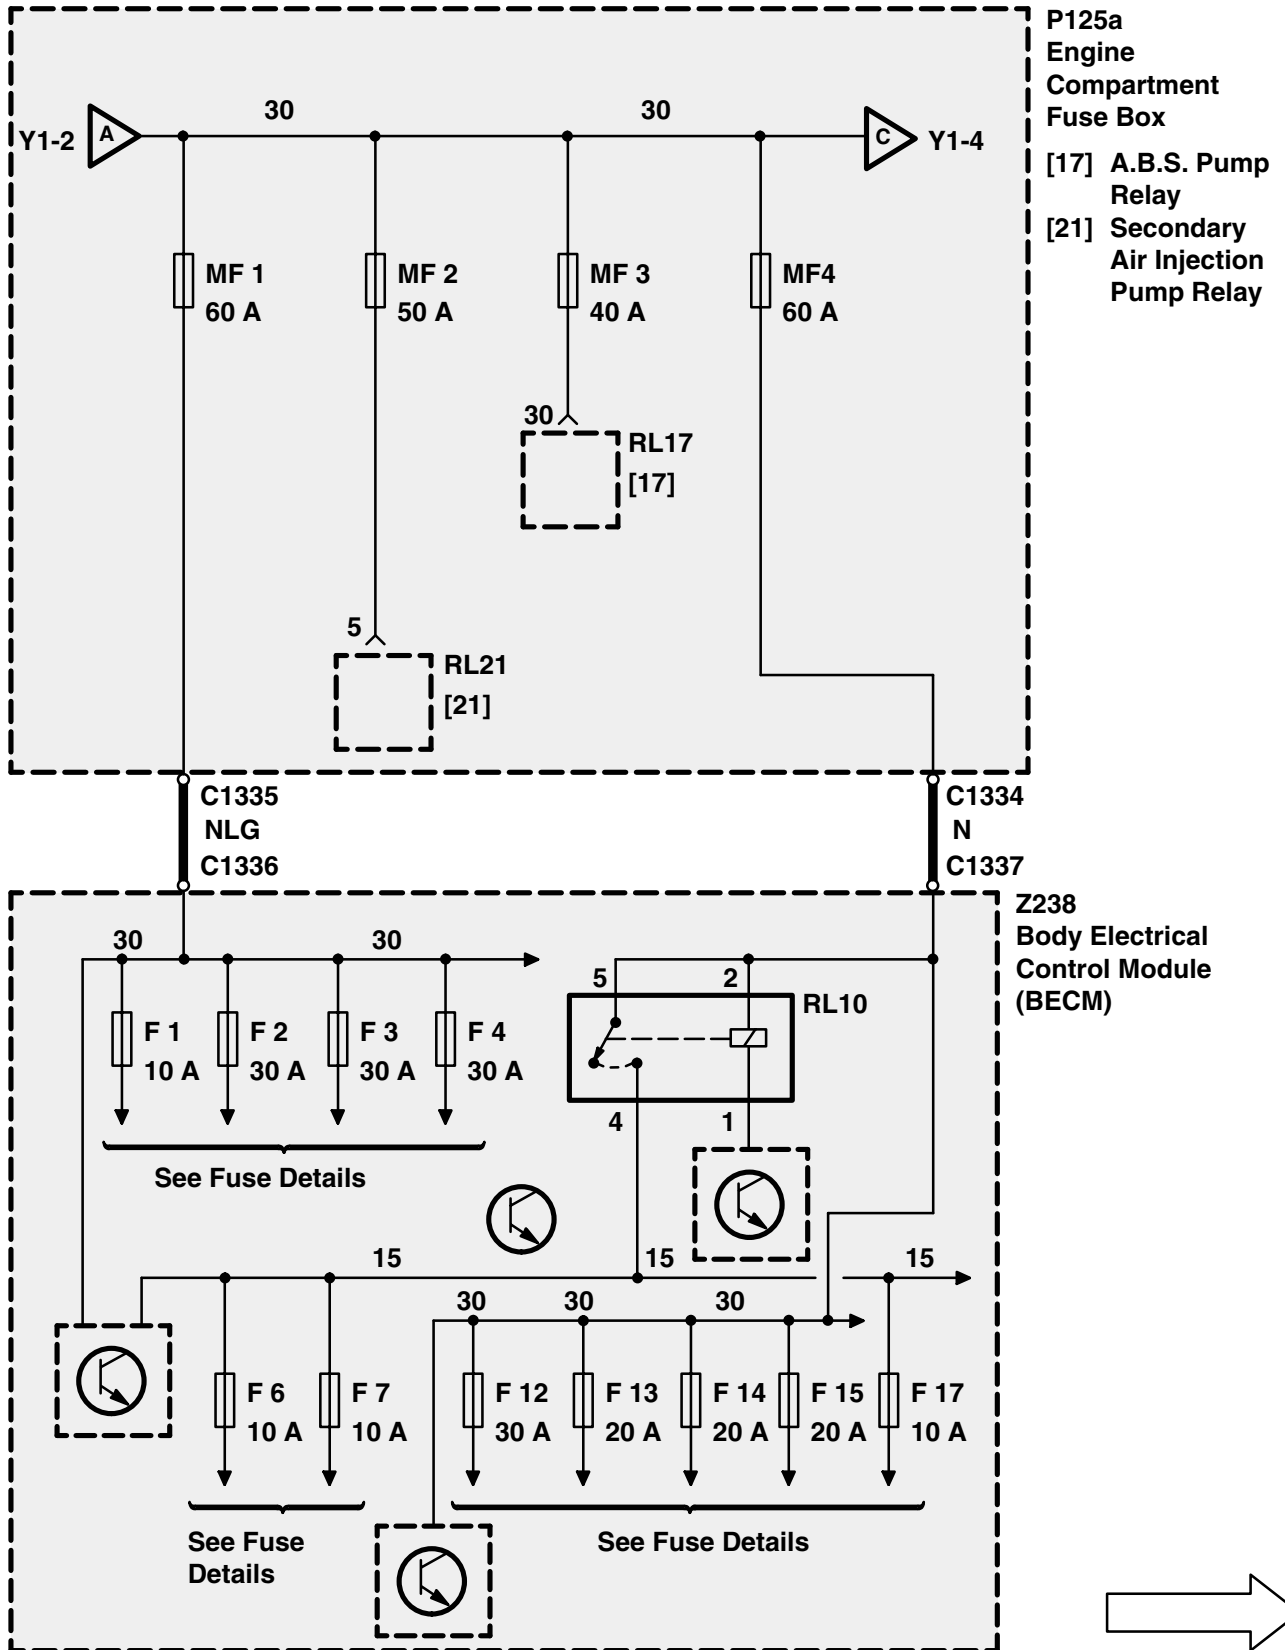 P125a
Engine
Compartment
Fuse Box
[17] A.B.S. Pump
Relay
[21] Secondary
Air Injection
Pump Relay
30 30
Y1-2 A C Y1-4
MF 1 MF 2 MF 3 MF4
60 A 50 A 40 A 60 A
30
RL17
[17]
5
RL21
[21]
C1335 C1334
NLG N
C1336 C1337
Z238
Body Electrical
Control Module
(BECM)
30 30
5 2
RL10
F 1 F 2 F 3 F 4
10 A 30 A 30 A 30 A
4 1
See Fuse Details
15 15 15
30 30 30
F 6 F 7 F 12 F 13 F 14 F 15 F 17
10 A 10 A 30 A 20 A 20 A 20 A 10 A
See Fuse
Details
See Fuse Details